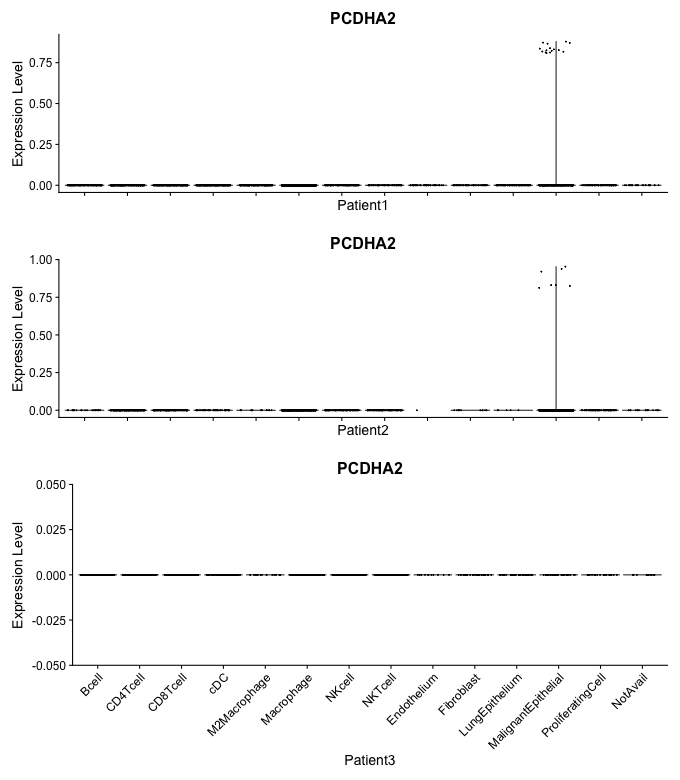 PCDHA2
Expression Level
0.75
0.50
0.25
0.00
Patient1
PCDHA2
Expression Level
1.00
0.75
0.50
0.25
0.00
Patient2
PCDHA2
Expression Level
0.050
0.025
0.000
-0.025
-0.050
Bcell
CD4Tcell
CD8Tcell
cDC
M2Macrophage
Macrophage
NKcell
NKTcell
Endothelium
Fibroblast
LungEpithelium
MalignantEpithelial
ProliferatingCell
NotAvail
Patient3